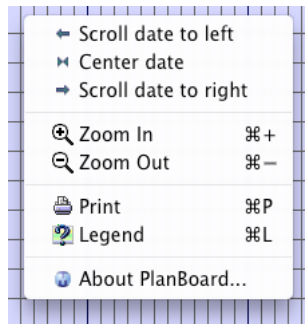 Scroll date to left
Center date
Scroll date to right
Zoom In ⌘+
Zoom Out ⌘–
Print ⌘P
Legend ⌘L
About PlanBoard...